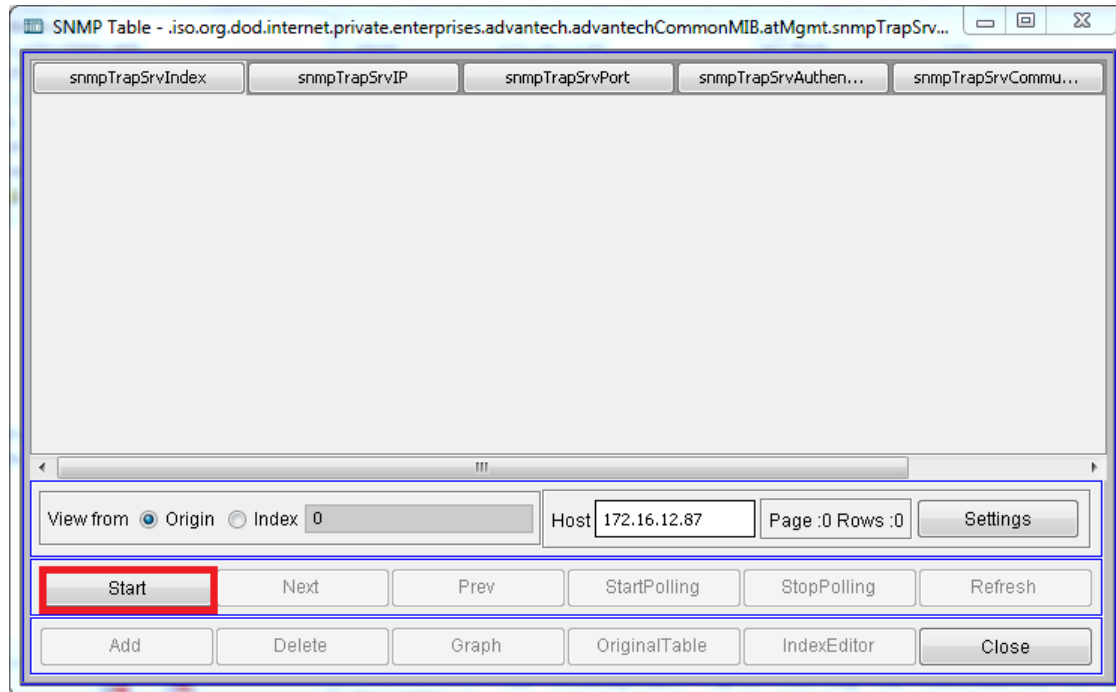 SNMP Table - .iso.org.dod.internet.private.enterprises.advantech.advantechCommonMIB.atMgmt.snmpTrapSrv...
snmpTrapSrvIndex snmpTrapSrvIP snmpTrapSrvPort snmpTrapSrvAuthen... snmpTrapSrvCommu...
View from Origin Index 0 Host 172.16.12.87 Page :0 Rows :0 Settings
Start Next Prev StartPolling StopPolling Refresh
Add Delete Graph OriginalTable IndexEditor Close